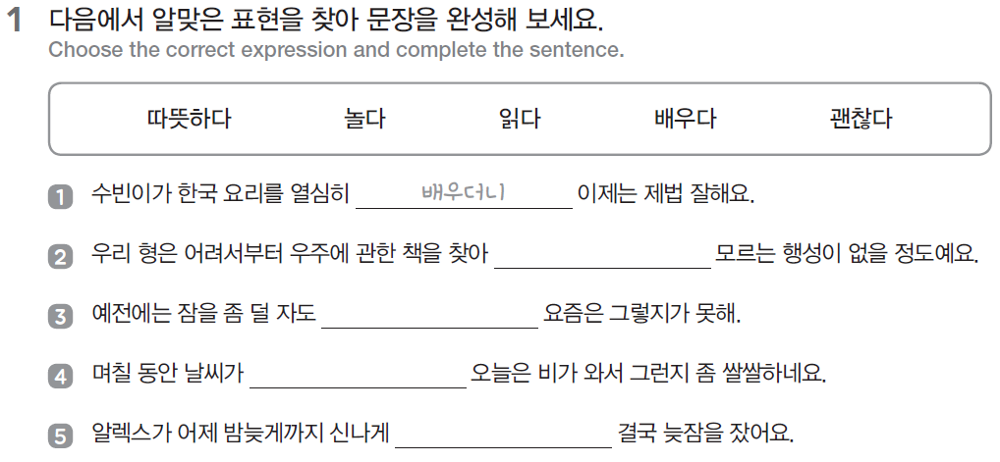 1 다음에서 알맞은 표현을 찾아 문장을 완성해 보세요.
Choose the correct expression and complete the sentence.
따뜻하다 놀다 읽다 배우다 괜찮다
1 수빈이가 한국 요리를 열심히 배우더니 이제는 제법 잘해요.
2 우리 형은 어려서부터 우주에 관한 책을 찾아 모르는 행성이 없을 정도예요.
3 예전에는 잠을 좀 덜 자도 요즘은 그렇지가 못해.
4 며칠 동안 날씨가 오늘은 비가 와서 그런지 좀 쌀쌀하네요.
5 알렉스가 어제 밤늦게까지 신나게 결국 늦잠을 잤어요.